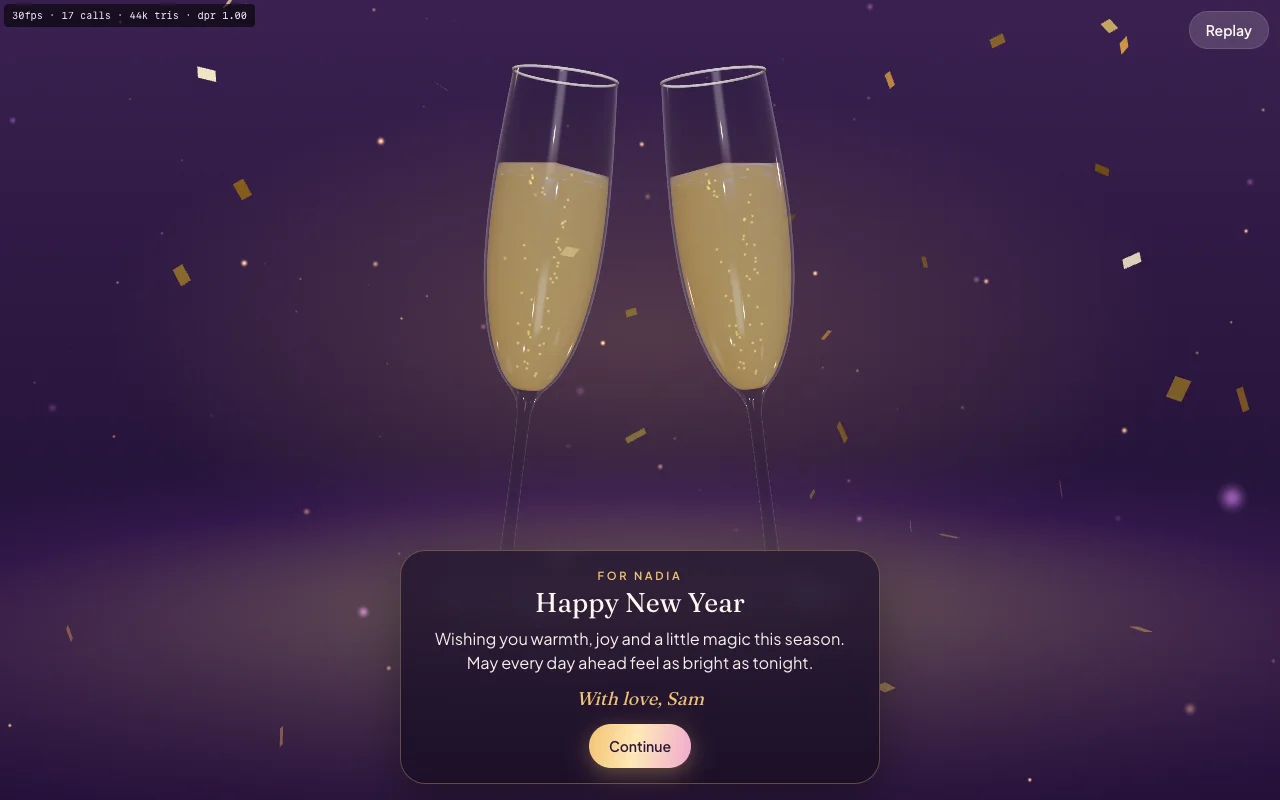 30fps · 17 calls · 44k tris · dpr 1.00
Replay
FOR NADIA
Happy New Year
Wishing you warmth, joy and a little magic this season.
May every day ahead feel as bright as tonight.
With love, Sam
Continue